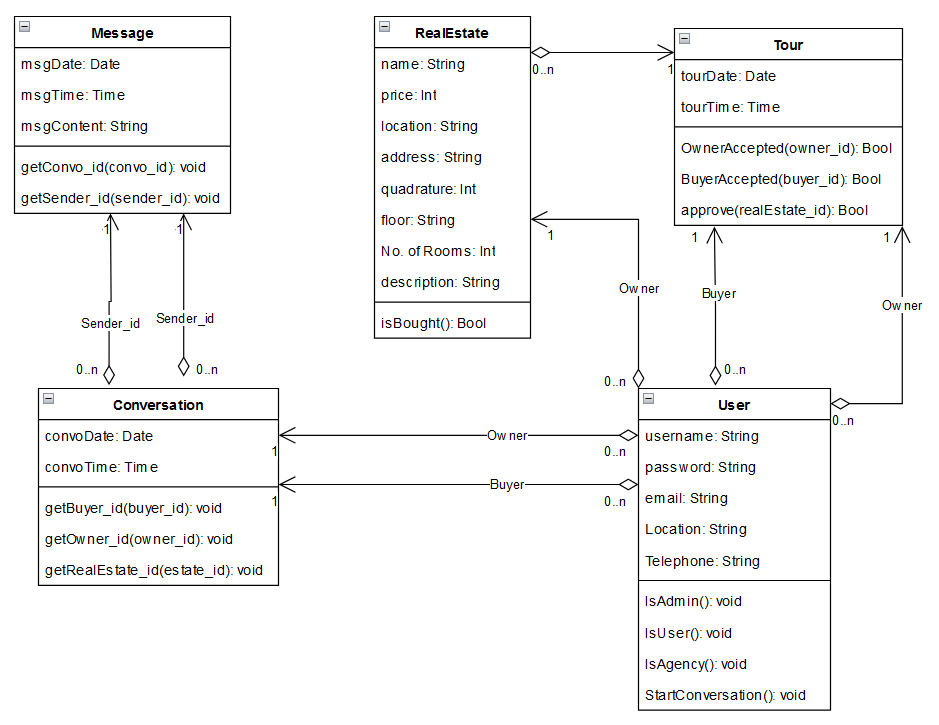 Message
msgDate: Date
msgTime: Time
msgContent: String
getConvo_id(convo_id): void
getSender_id(sender_id): void
RealEstate
name: String
price: Int
location: String
address: String
quadrature: Int
floor: String
No. of Rooms: Int
description: String
isBought(): Bool
0..n
1
Tour
tourDate: Date
tourTime: Time
OwnerAccepted(owner_id): Bool
BuyerAccepted(buyer_id): Bool
approve(realEstate_id): Bool
1
1
1
1
1
Owner
Buyer
Owner
Sender_id
Sender_id
0..n
0..n
0..n
0..n
0..n
Conversation
convoDate: Date
convoTime: Time
getBuyer_id(buyer_id): void
getOwner_id(owner_id): void
getRealEstate_id(estate_id): void
1
Owner
0..n
1
Buyer
0..n
User
username: String
password: String
email: String
Location: String
Telephone: String
IsAdmin(): void
IsUser(): void
IsAgency(): void
StartConversation(): void